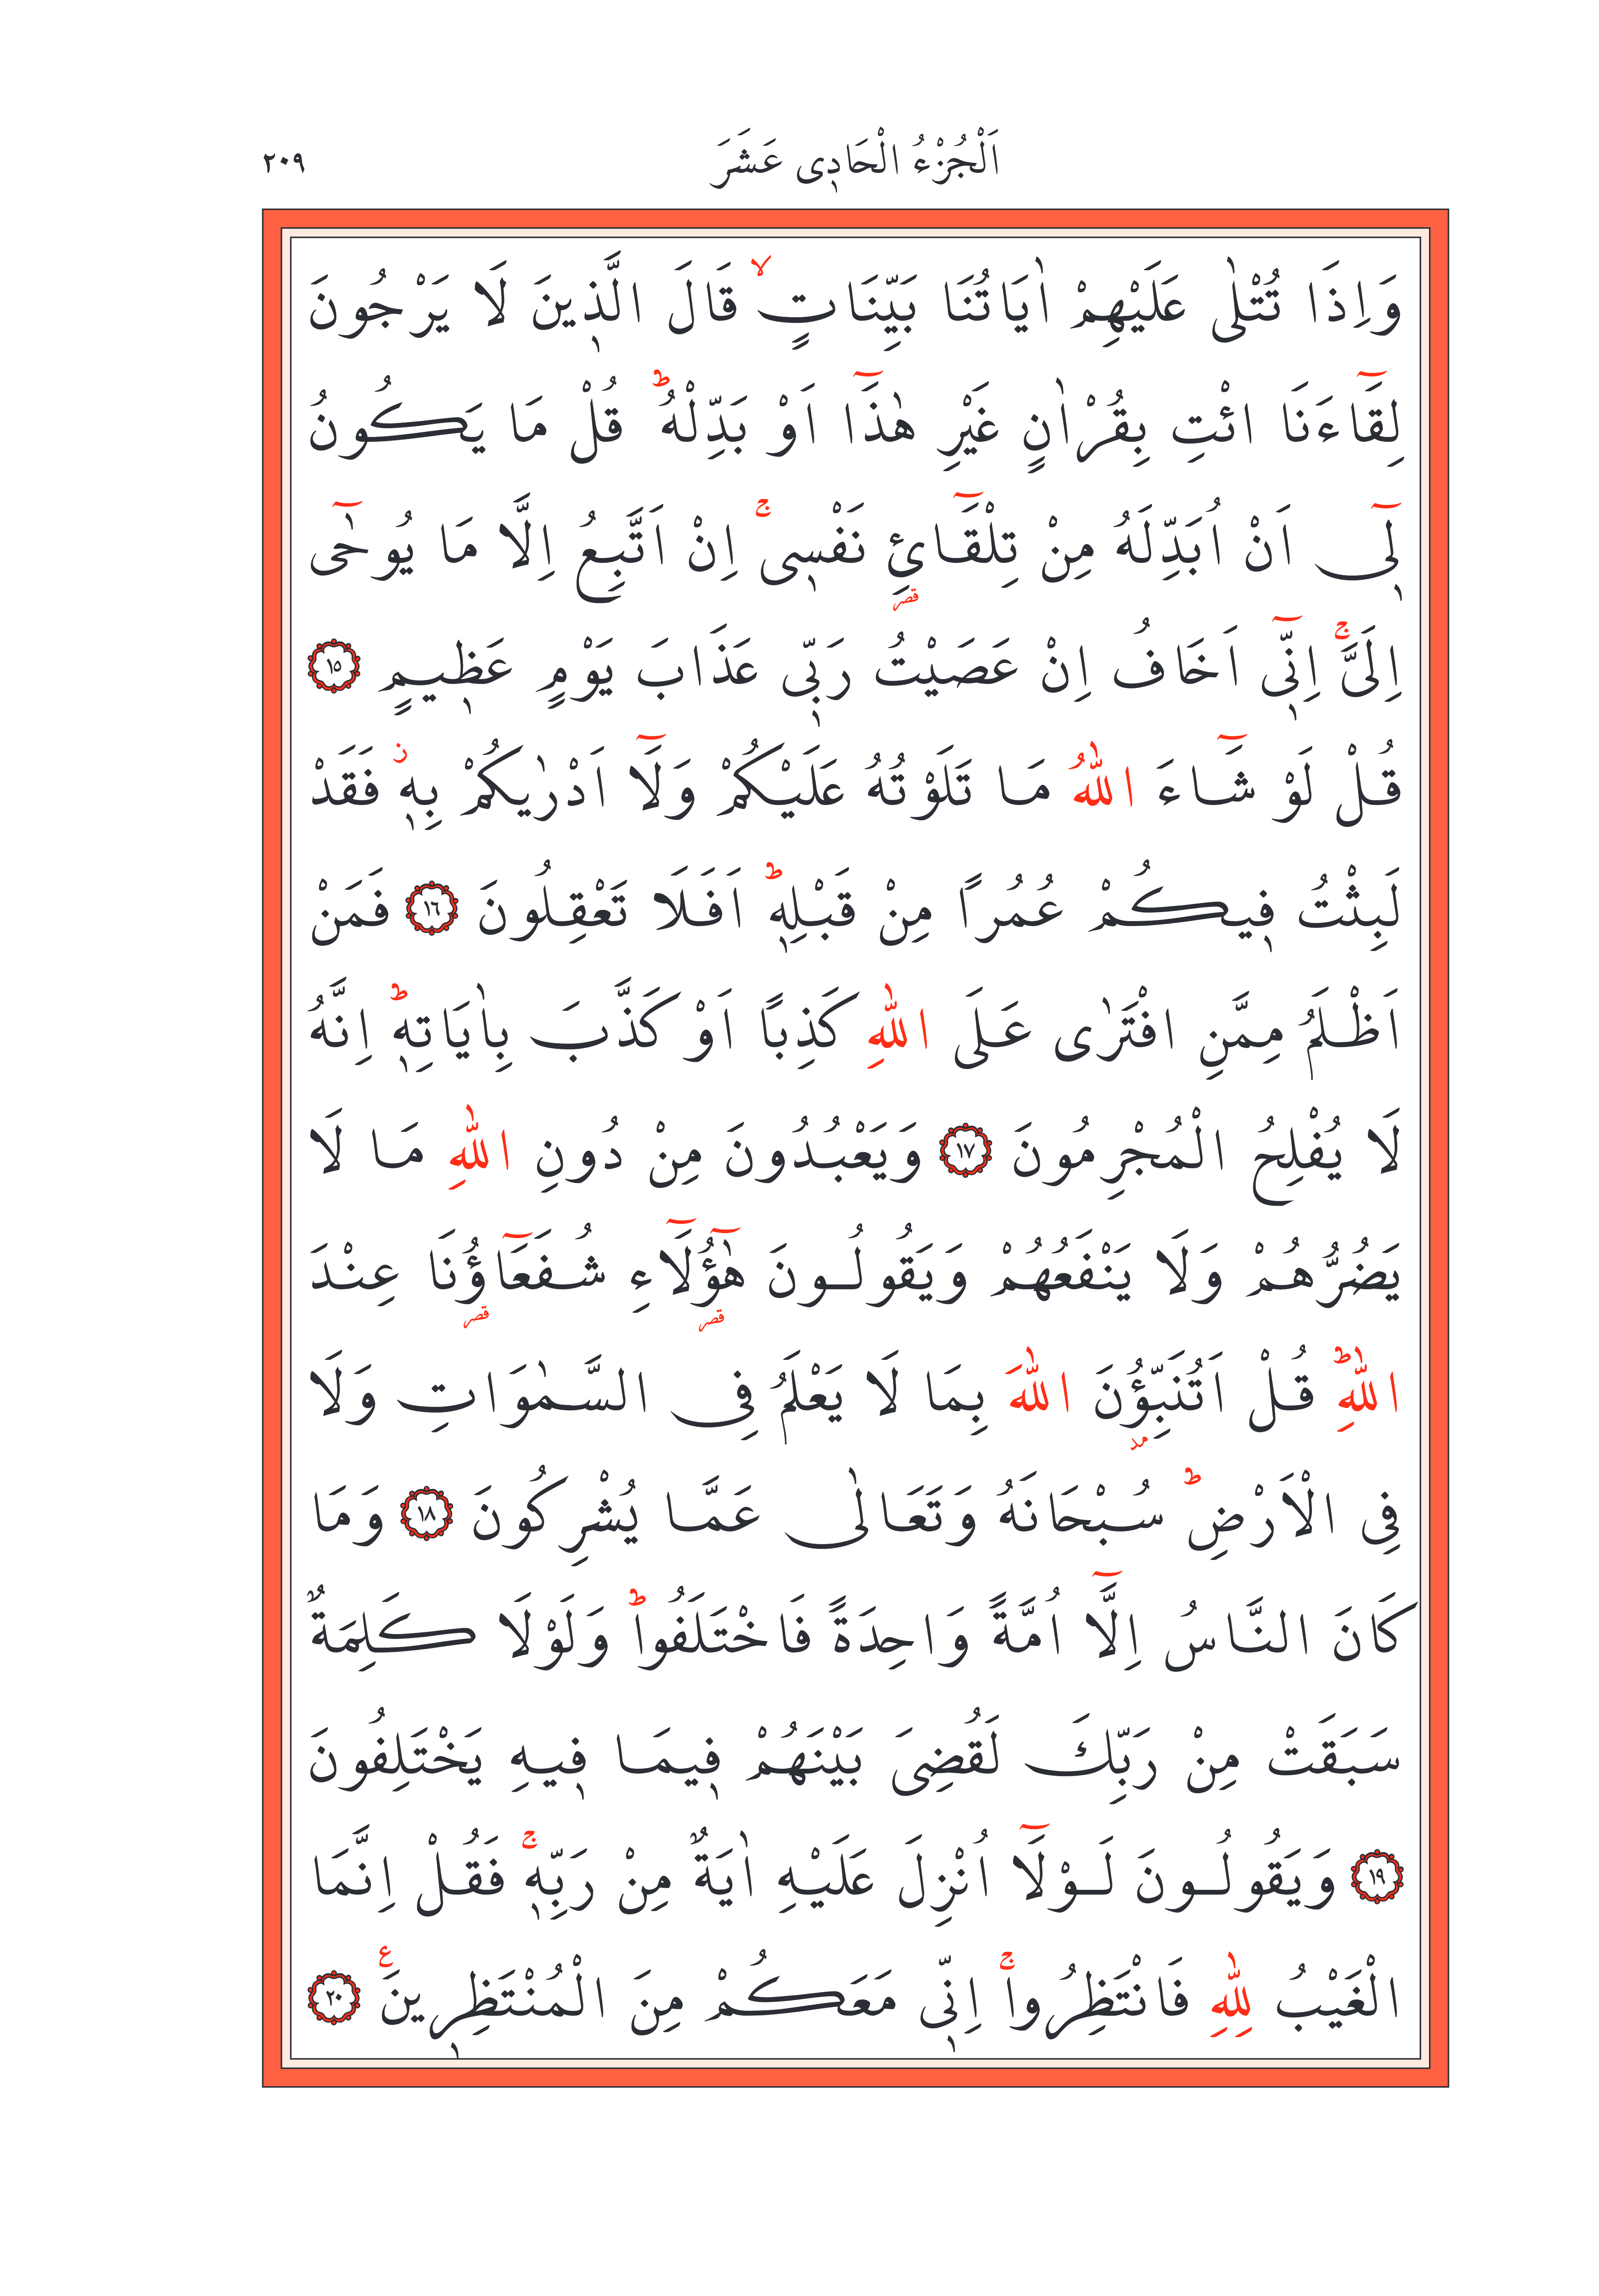 اَلْجُزْءُ الْحَادٖى عَشَرَ ٢٠٩
وَاِذَا تُتْلٰى عَلَيْهِمْ اٰيَاتُنَا بَيِّنَاتٍۙ قَالَ الَّذٖينَ لَا يَرْجُونَ
لِقَٓاءَنَا ائْتِ بِقُرْاٰنٍ غَيْرِ هٰذَٓا اَوْ بَدِّلْهُؕ قُلْ مَا يَكُونُ
لٖٓى اَنْ اُبَدِّلَهُ مِنْ تِلْقَٓائِ۬ نَفْسٖىۚ اِنْ اَتَّبِعُ اِلَّا مَا يُوحٰٓى
اِلَیَّۚ اِنّٖٓى اَخَافُ اِنْ عَصَيْتُ رَبّٖى عَذَابَ يَوْمٍ عَظٖيمٍ ﴿١٥﴾
قُلْ لَوْ شَٓاءَ اللّٰهُ مَا تَلَوْتُهُ عَلَيْكُمْ وَلَٓا اَدْرٰيكُمْ بِهٖؗ فَقَدْ
لَبِثْتُ فٖيكُمْ عُمُرًا مِنْ قَبْلِهٖؕ اَفَلَا تَعْقِلُونَ ﴿١٦﴾ فَمَنْ
اَظْلَمُ مِمَّنِ افْتَرٰى عَلَى اللّٰهِ كَذِبًا اَوْ كَذَّبَ بِاٰيَاتِهٖؕ اِنَّهُ
لَا يُفْلِحُ الْمُجْرِمُونَ ﴿١٧﴾ وَيَعْبُدُونَ مِنْ دُونِ اللّٰهِ مَا لَا
يَضُرُّهُمْ وَلَا يَنْفَعُهُمْ وَيَقُولُونَ هٰٓؤُ۬لَٓاءِ شُفَعَٓاؤُ۬نَا عِنْدَ
اللّٰهِؕ قُلْ اَتُنَبِّؤُ۫نَ اللّٰهَ بِمَا لَا يَعْلَمُ فِى السَّمٰوَاتِ وَلَا
فِى الْاَرْضِؕ سُبْحَانَهُ وَتَعَالٰى عَمَّا يُشْرِكُونَ ﴿١٨﴾ وَمَا
كَانَ النَّاسُ اِلَّٓا اُمَّةً وَاحِدَةً فَاخْتَلَفُواؕ وَلَوْلَا كَلِمَةٌ
سَبَقَتْ مِنْ رَبِّكَ لَقُضِىَ بَيْنَهُمْ فٖيمَا فٖيهِ يَخْتَلِفُونَ
﴿١٩﴾ وَيَقُولُونَ لَوْلَٓا اُنْزِلَ عَلَيْهِ اٰيَةٌ مِنْ رَبِّهٖۚ فَقُلْ اِنَّمَا
الْغَيْبُ لِلّٰهِ فَانْتَظِرُواۚ اِنّٖى مَعَكُمْ مِنَ الْمُنْتَظِرٖينَ ع ﴿٢٠﴾